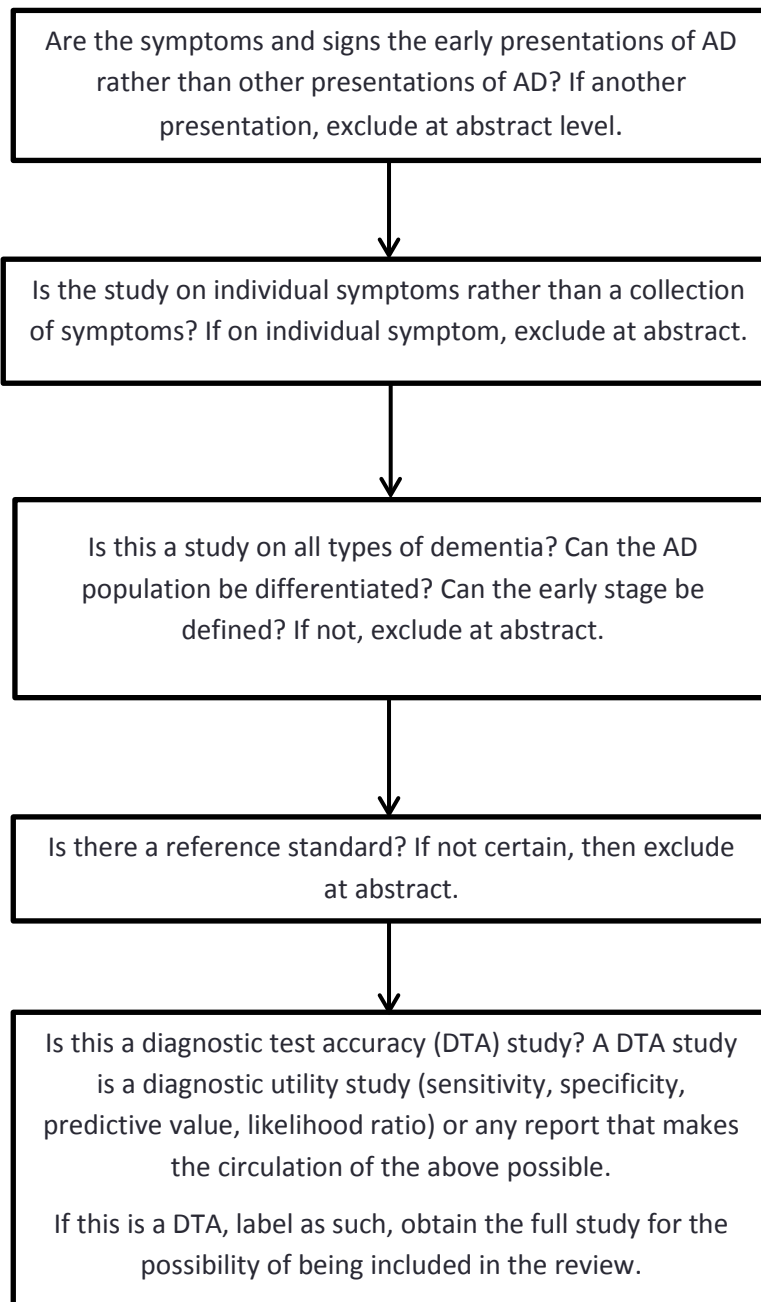 Are the symptoms and signs the early presentations of AD
rather than other presentations of AD? If another
presentation, exclude at abstract level.
Is the study on individual symptoms rather than a collection
of symptoms? If on individual symptom, exclude at abstract.
Is this a study on all types of dementia? Can the AD
population be differentiated? Can the early stage be
defined? If not, exclude at abstract.
Is there a reference standard? If not certain, then exclude
at abstract.
Is this a diagnostic test accuracy (DTA) study? A DTA study
is a diagnostic utility study (sensitivity, specificity,
predictive value, likelihood ratio) or any report that makes
the circulation of the above possible.
If this is a DTA, label as such, obtain the full study for the
possibility of being included in the review.